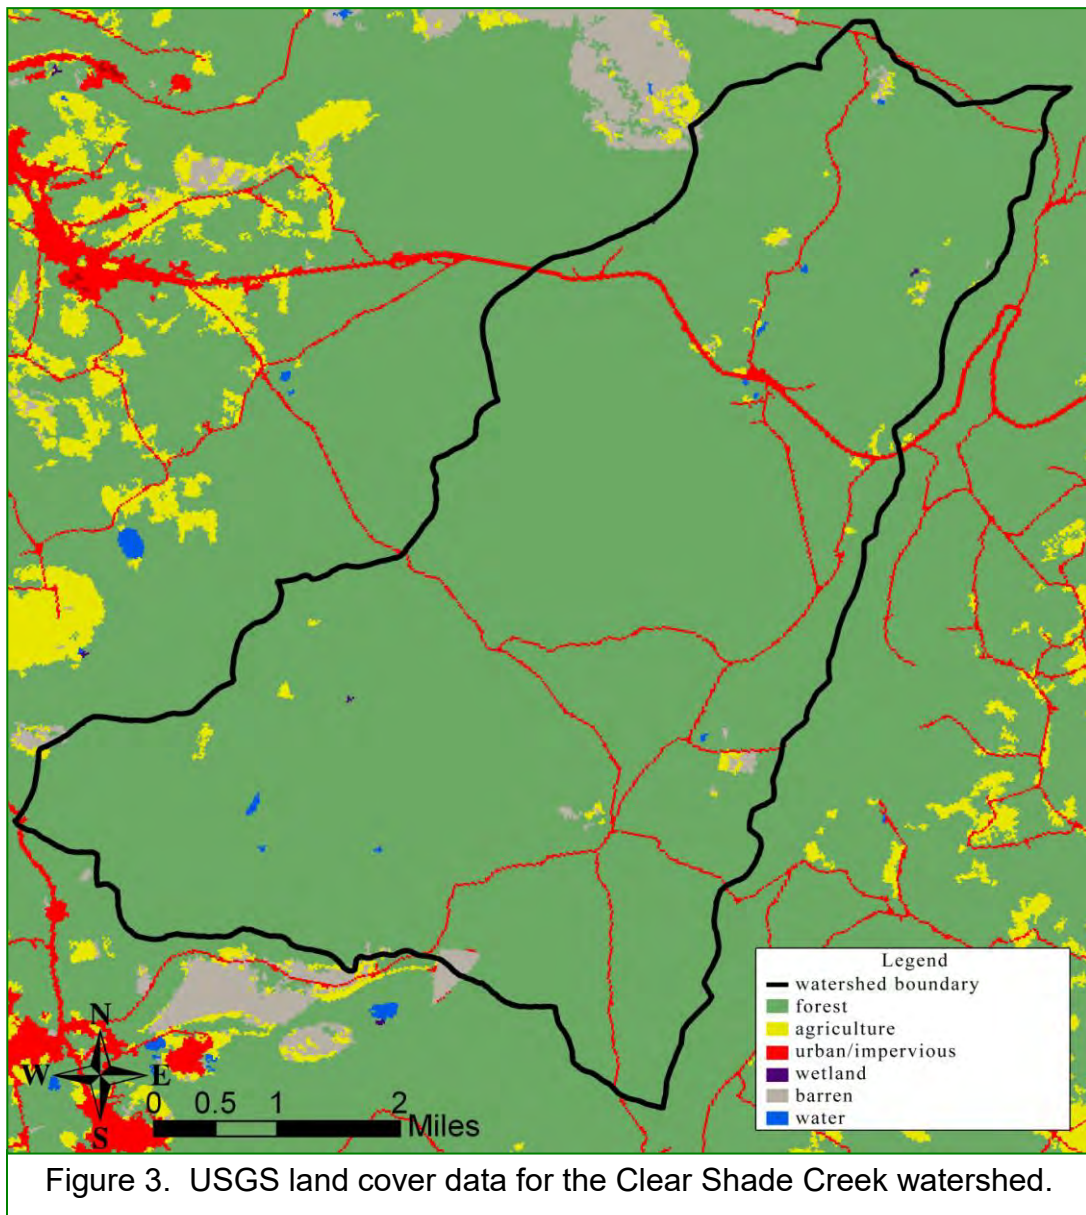 Legend
watershed boundary
forest
agriculture
urban/impervious
wetland
barren
water
N
W E
S
0 0.5 1 2
Miles
Figure 3. USGS land cover data for the Clear Shade Creek watershed.